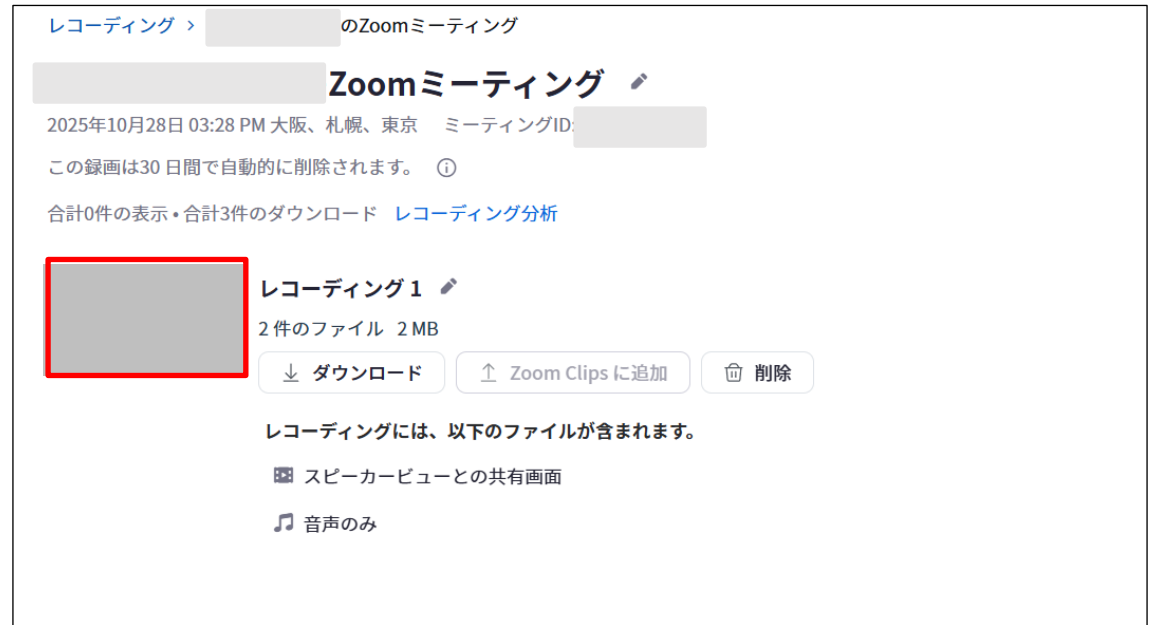 レコーディング > のZoomミーティング
Zoomミーティング
2025年10月28日 03:28 PM 大阪、札幌、東京 ミーティングID:
この録画は30 日間で自動的に削除されます。
合計0件の表示 • 合計3件のダウンロード レコーディング分析
レコーディング 1
2 件のファイル 2 MB
ダウンロード Zoom Clips に追加 削除
レコーディングには、以下のファイルが含まれます。
スピーカービューとの共有画面
音声のみ